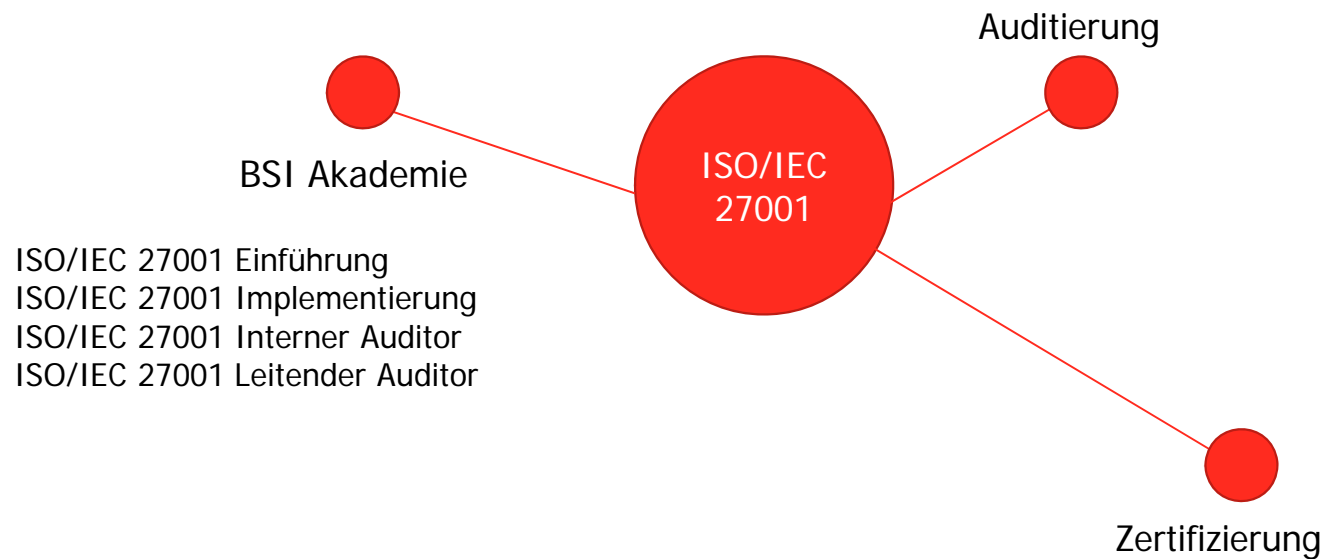 Auditierung
BSI Akademie
ISO/IEC
27001
ISO/IEC 27001 Einführung
ISO/IEC 27001 Implementierung
ISO/IEC 27001 Interner Auditor
ISO/IEC 27001 Leitender Auditor
Zertifizierung